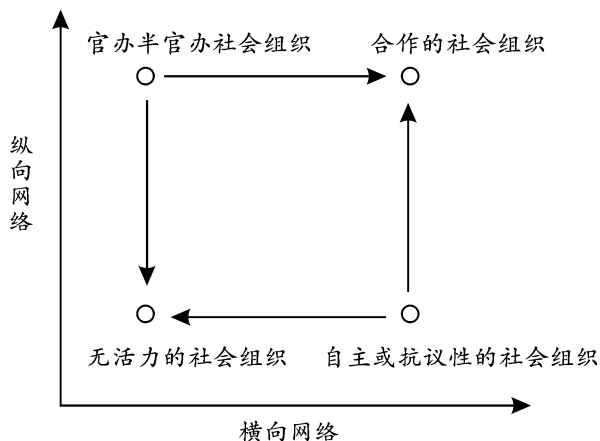 官办半官办社会组织
合作的社会组织
纵向网络
无活力的社会组织
自主或抗议性的社会组织
横向网络